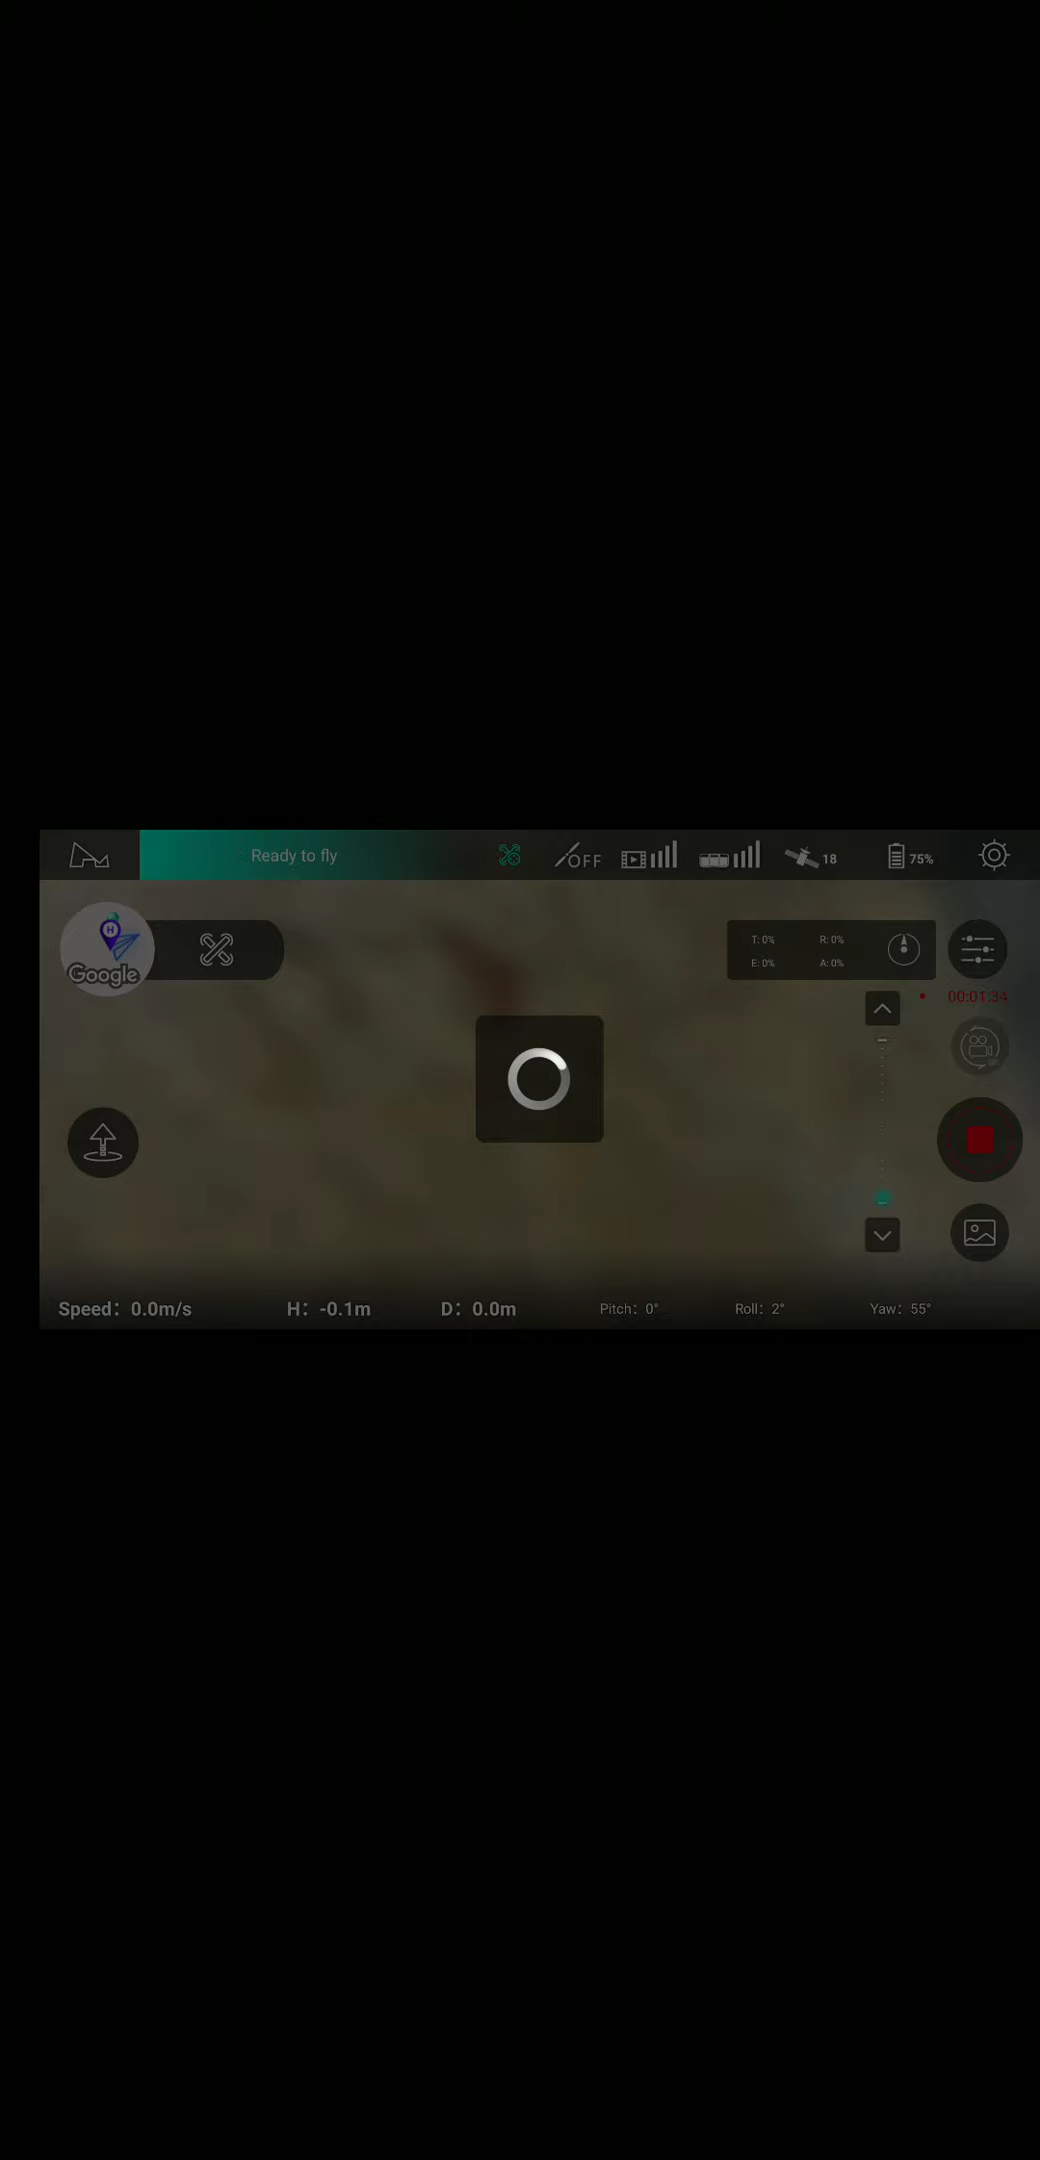 Ready to fly
OFF
18
75%
Google
T: 0%
R: 0%
E: 0%
A: 0%
00:01:34
H
Speed: 0.0m/s
H: -0.1m
D: 0.0m
Pitch: 0°
Roll: 2°
Yaw: 55°